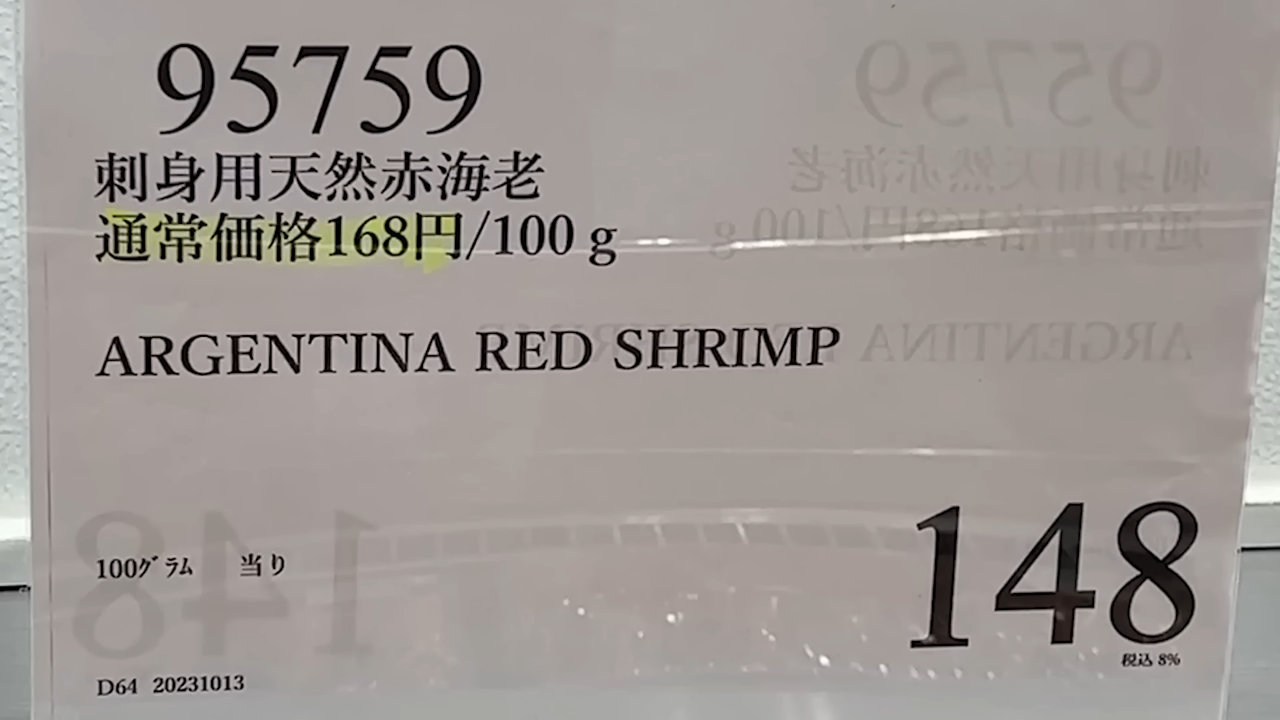 95759
刺身用天然赤海老
通常価格168円/100 g
ARGENTINA RED SHRIMP
100ｸﾞﾗﾑ 当り
148
税込 8%
D64 20231013